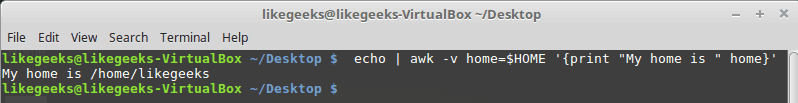 likegeeks@likegeeks-VirtualBox ~/Desktop
File Edit View Search Terminal Help
likegeeks@likegeeks-VirtualBox ~/Desktop $ echo | awk -v home=$HOME '{print "My home is " home}'
My home is /home/likegeeks
likegeeks@likegeeks-VirtualBox ~/Desktop $